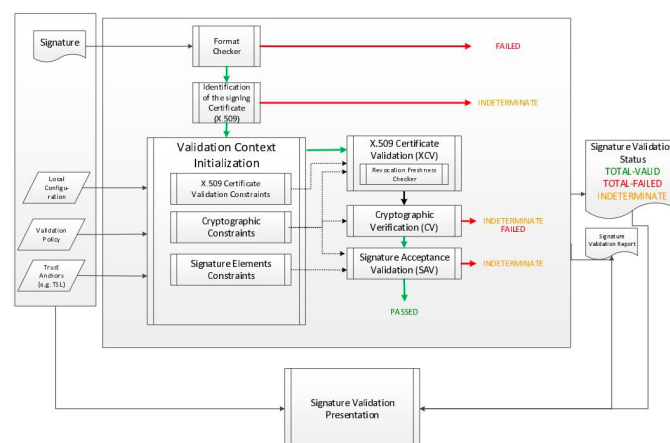 Signature
Format
Checker
FAILED
Identification
of the signing
Certificate
(X.509)
INDETERMINATE
Validation Context
Initialization
X.509 Certificate
Validation Constraints
Cryptographic
Constraints
Signature Elements
Constraints
X.509 Certificate
Validation (XCV)
Revocation Freshness
Checker
Cryptographic
Verification (CV)
INDETERMINATE
FAILED
Signature Acceptance
Validation (SAV)
INDETERMINATE
PASSED
Local
Configu-
ration
Validation
Policy
Trust
Anchors
(e.g. TSL)
Signature Validation
Status
TOTAL-VALID
TOTAL-FAILED
INDETERMINATE
Signature
Validation Report
Signature Validation
Presentation